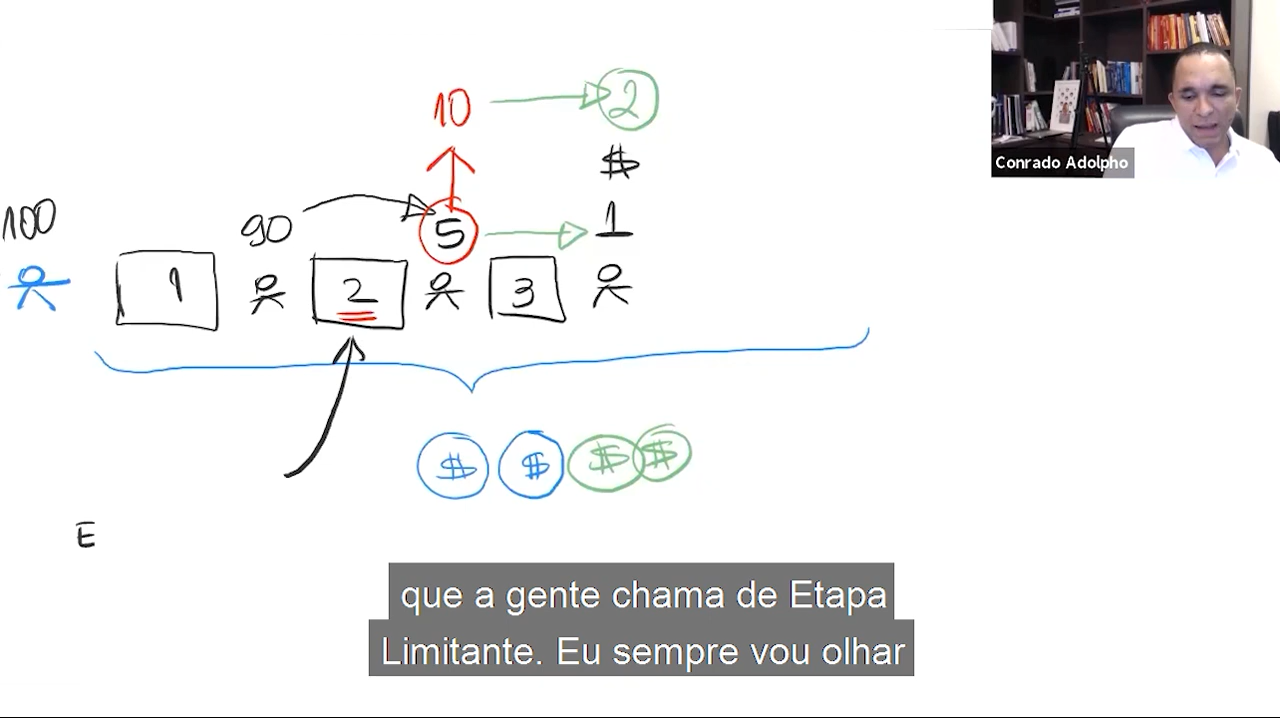 10
2
$
100
90
5
1
1
2
3
$ $ $ $
E
Conrado Adolpho
que a gente chama de Etapa
Limitante. Eu sempre vou olhar